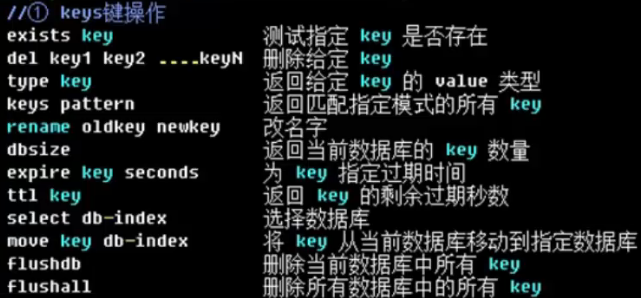 //① keys键操作
exists key 测试指定 key 是否存在
del key1 key2 ....keyN 删除给定 key
type key 返回给定 key 的 value 类型
keys pattern 返回匹配指定模式的所有 key
rename oldkey newkey 改名字
dbsize 返回当前数据库的 key 数量
expire key seconds 为 key 指定过期时间
ttl key 返回 key 的剩余过期秒数
select db-index 选择数据库
move key db-index 将 key 从当前数据库移动到指定数据库
flushdb 删除当前数据库中所有 key
flushall 删除所有数据库中的所有 key